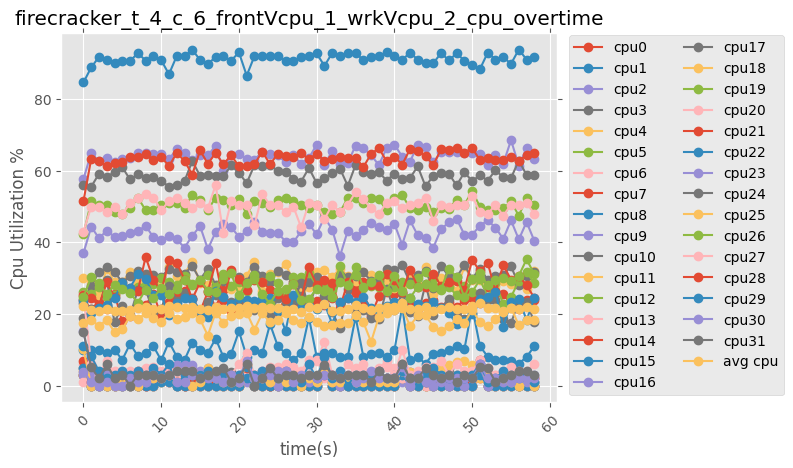 firecracker_t_4_c_6_frontVcpu_1_wrkVcpu_2_cpu_overtime
Cpu Utilization %
80
60
40
20
0
0
10
20
30
40
50
60
time(s)
cpu0
cpu1
cpu2
cpu3
cpu4
cpu5
cpu6
cpu7
cpu8
cpu9
cpu10
cpu11
cpu12
cpu13
cpu14
cpu15
cpu16
cpu17
cpu18
cpu19
cpu20
cpu21
cpu22
cpu23
cpu24
cpu25
cpu26
cpu27
cpu28
cpu29
cpu30
cpu31
avg cpu